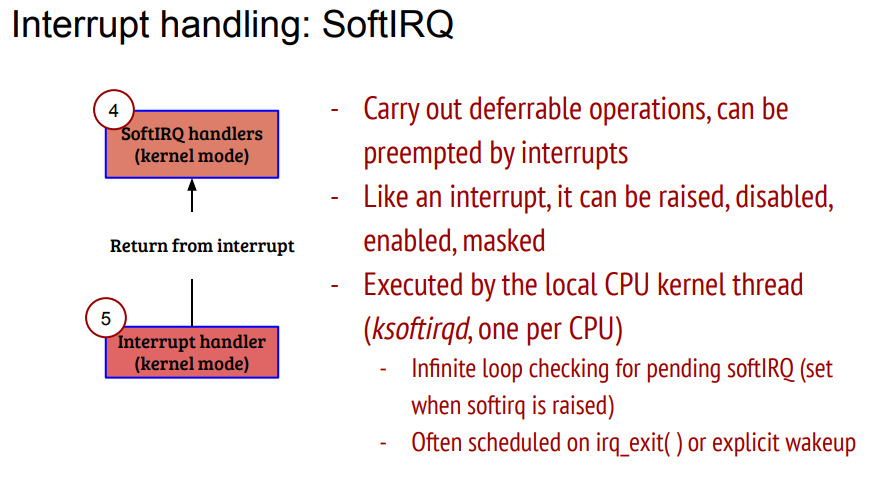 Interrupt handling: SoftIRQ
4
SoftIRQ handlers
(kernel mode)
Return from interrupt
5
Interrupt handler
(kernel mode)
- Carry out deferrable operations, can be
preempted by interrupts
- Like an interrupt, it can be raised, disabled,
enabled, masked
- Executed by the local CPU kernel thread
(ksoftirqd, one per CPU)
- Infinite loop checking for pending softIRQ (set
when softirq is raised)
- Often scheduled on irq_exit( ) or explicit wakeup